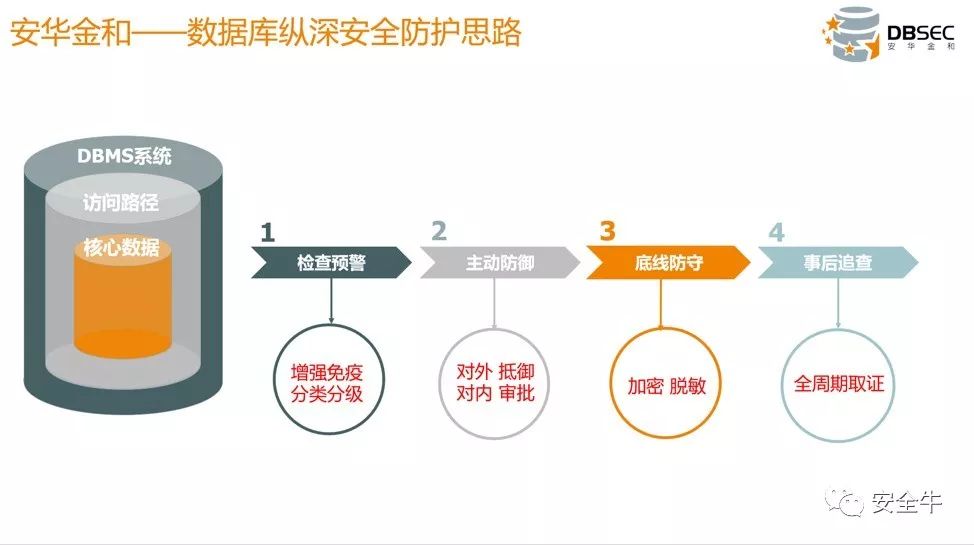 安华金和——数据库纵深安全防护思路
DBSEC
安华金和
DBMS系统
访问路径
核心数据
1
检查预警
增强免疫
分类分级
2
主动防御
对外 抵御
对内 审批
3
底线防守
加密 脱敏
4
事后追查
全周期取证
安全牛